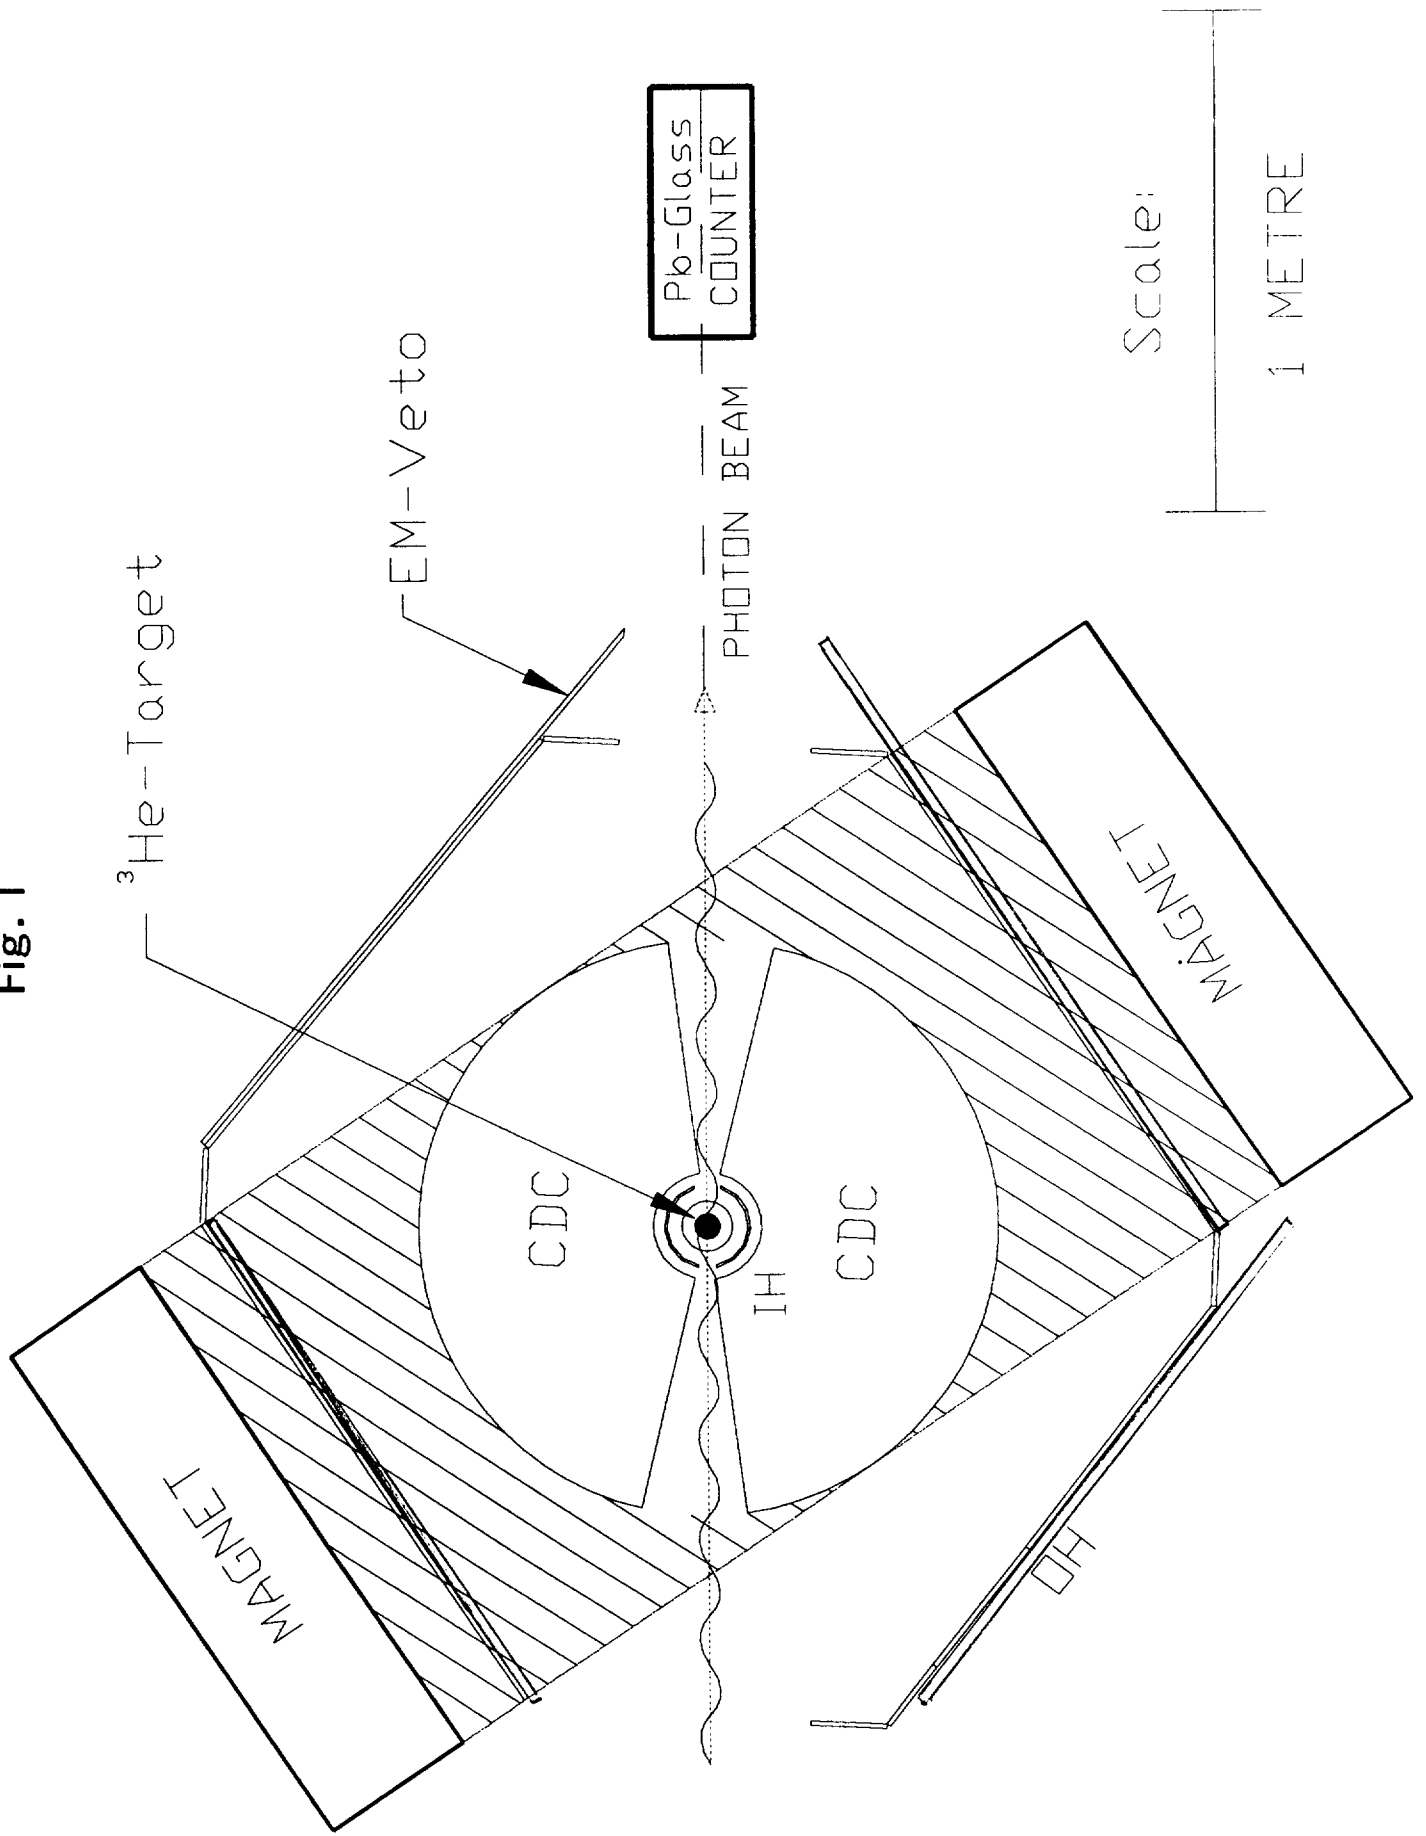 Fig. 1
³He-Target
EM-Veto
Pb-Glass
COUNTER
PHOTON BEAM
MAGNET
CDC
IH
CDC
MAGNET
OH
Scale:
1 METRE